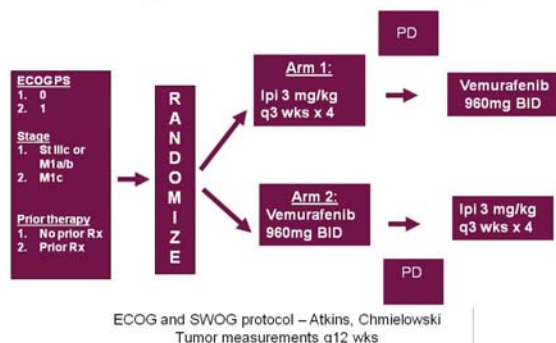 ECOG PS
1. 0
2. 1
Stage
1. St IIIc or
M1a/b
2. M1c
Prior therapy
1. No prior Rx
2. Prior Rx
RANDOMIZE
Arm 1:
Ipi 3 mg/kg
q3 wks x 4
PD
Vemurafenib
960mg BID
Arm 2:
Vemurafenib
960mg BID
PD
Ipi 3 mg/kg
q3 wks x 4
ECOG and SWOG protocol – Atkins, Chmielowski
Tumor measurements q12 wks